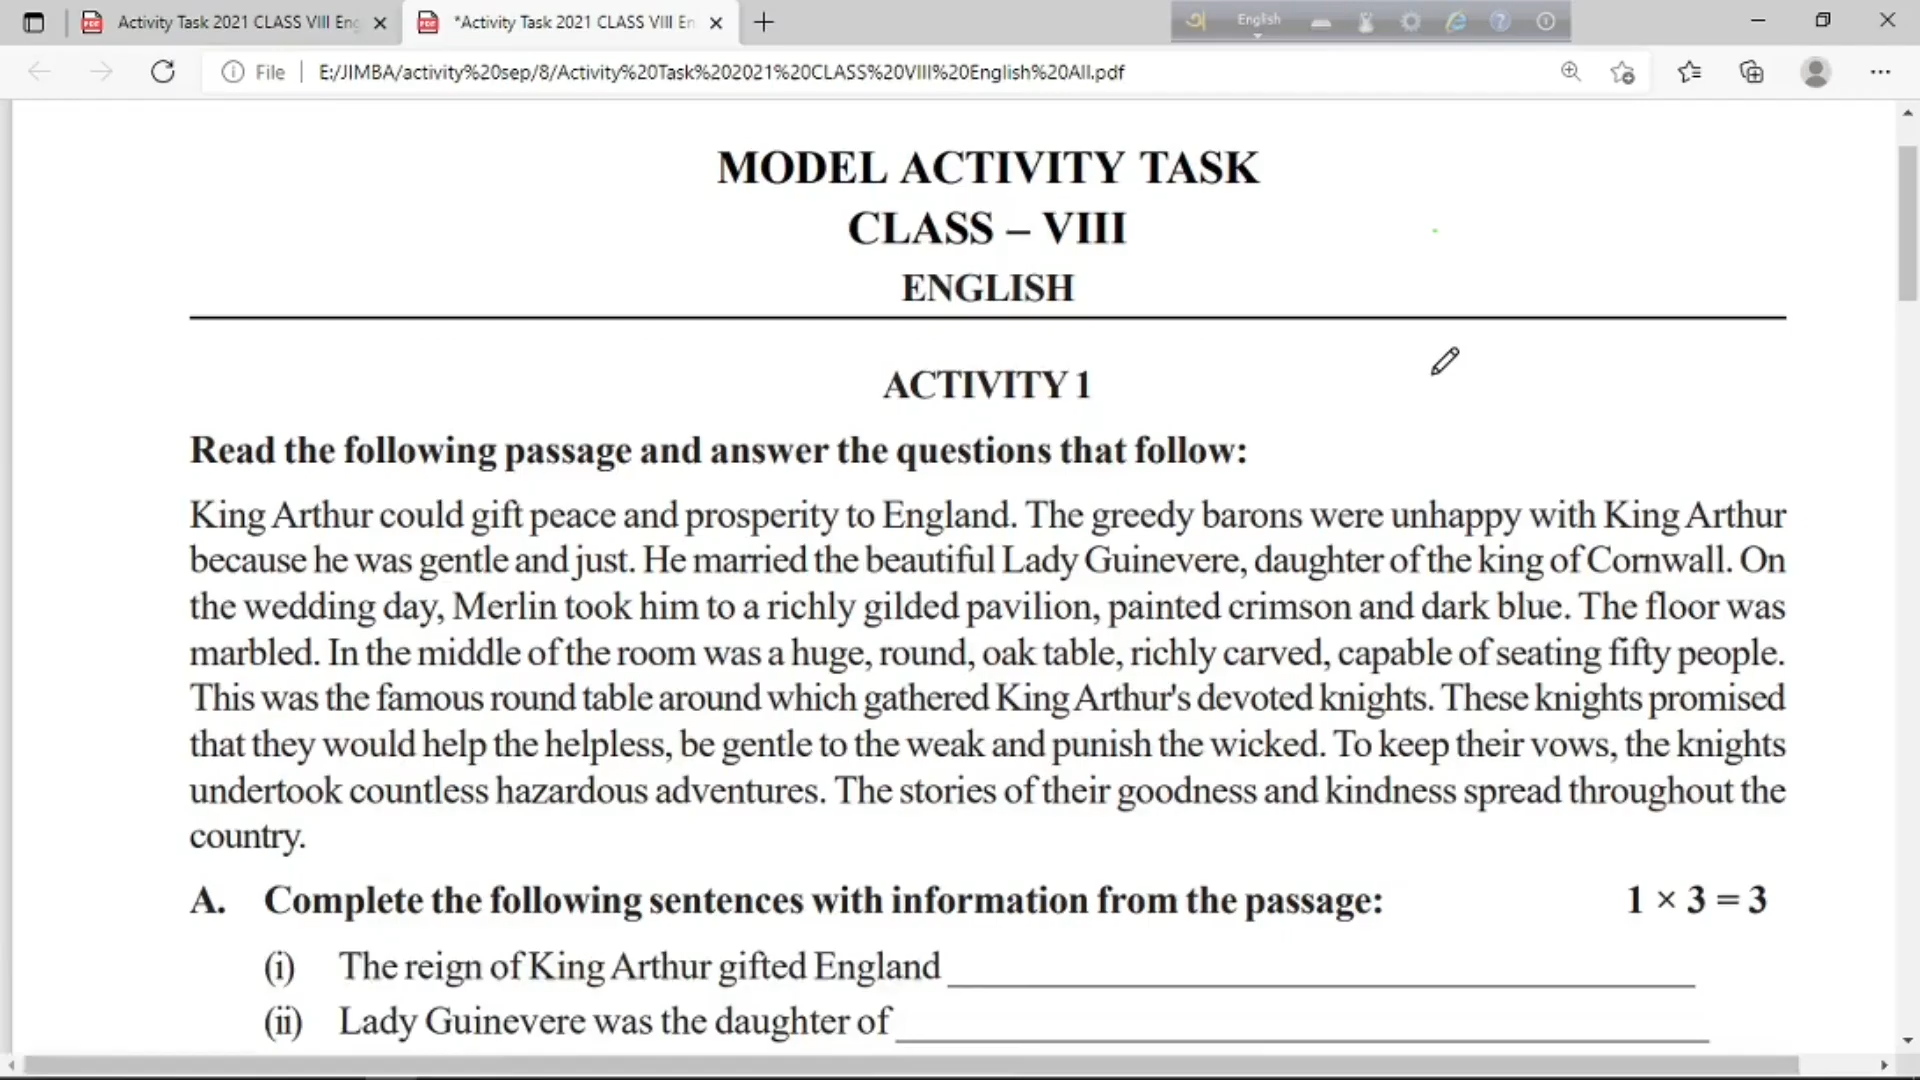 Activity Task 2021 CLASS VIII Eng
*Activity Task 2021 CLASS VIII En
English
File
E:/JIMBA/activity%20sep/8/Activity%20Task%202021%20CLASS%20VIII%20English%20All.pdf
MODEL ACTIVITY TASK
CLASS – VIII
ENGLISH
ACTIVITY 1
Read the following passage and answer the questions that follow:
King Arthur could gift peace and prosperity to England. The greedy barons were unhappy with King Arthur
because he was gentle and just. He married the beautiful Lady Guinevere, daughter of the king of Cornwall. On
the wedding day, Merlin took him to a richly gilded pavilion, painted crimson and dark blue. The floor was
marbled. In the middle of the room was a huge, round, oak table, richly carved, capable of seating fifty people.
This was the famous round table around which gathered King Arthur's devoted knights. These knights promised
that they would help the helpless, be gentle to the weak and punish the wicked. To keep their vows, the knights
undertook countless hazardous adventures. The stories of their goodness and kindness spread throughout the
country.
A. Complete the following sentences with information from the passage: 1 × 3 = 3
(i) The reign of King Arthur gifted England
(ii) Lady Guinevere was the daughter of